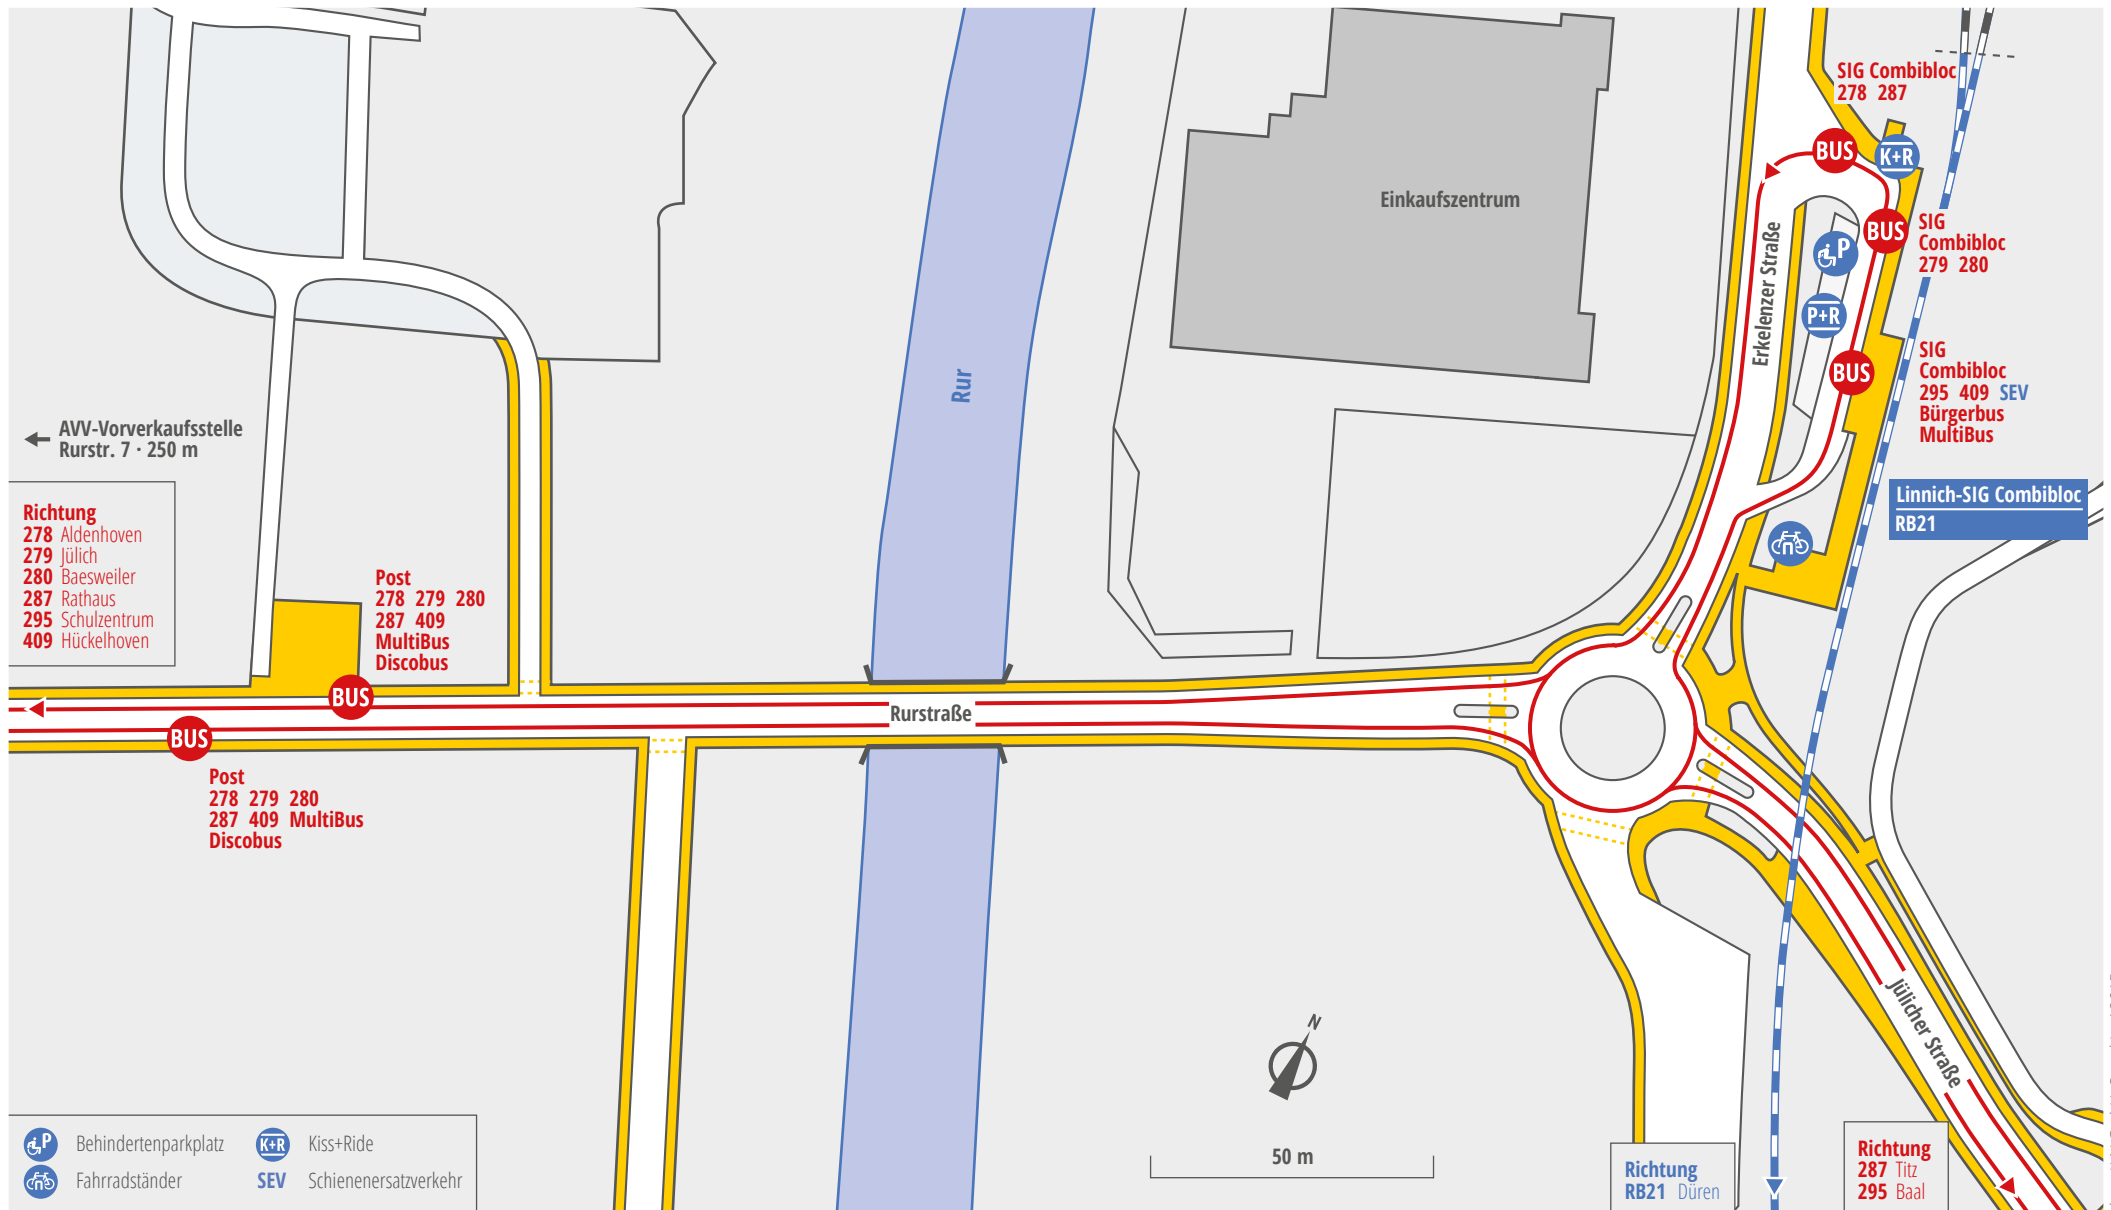 SIG Combibloc
278 287
BUS
K+R
Einkaufszentrum
Erkelenzer Straße
BUS
SIG
Combibloc
279 280
P
P+R
SIG
Combibloc
295 409 SEV
Bürgerbus
MultiBus
BUS
Rur
AVV-Vorverkaufsstelle
Rurstr. 7 · 250 m
Linnich-SIG Combibloc
RB21
Richtung
278 Aldenhoven
279 Jülich
280 Baesweiler
287 Rathaus
295 Schulzentrum
409 Hückelhoven
Post
278 279 280
287 409
MultiBus
Discobus
BUS
Rurstraße
BUS
Post
278 279 280
287 409 MultiBus
Discobus
Jülicher Straße
N
50 m
P Behindertenparkplatz
K+R Kiss+Ride
Fahrradständer
SEV Schienenersatzverkehr
Richtung
RB21 Düren
Richtung
287 Titz
295 Baal